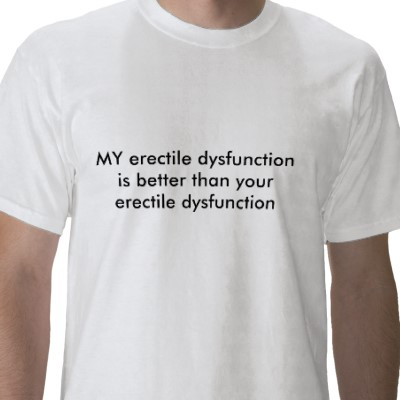 MY erectile dysfunction
is better than your
erectile dysfunction